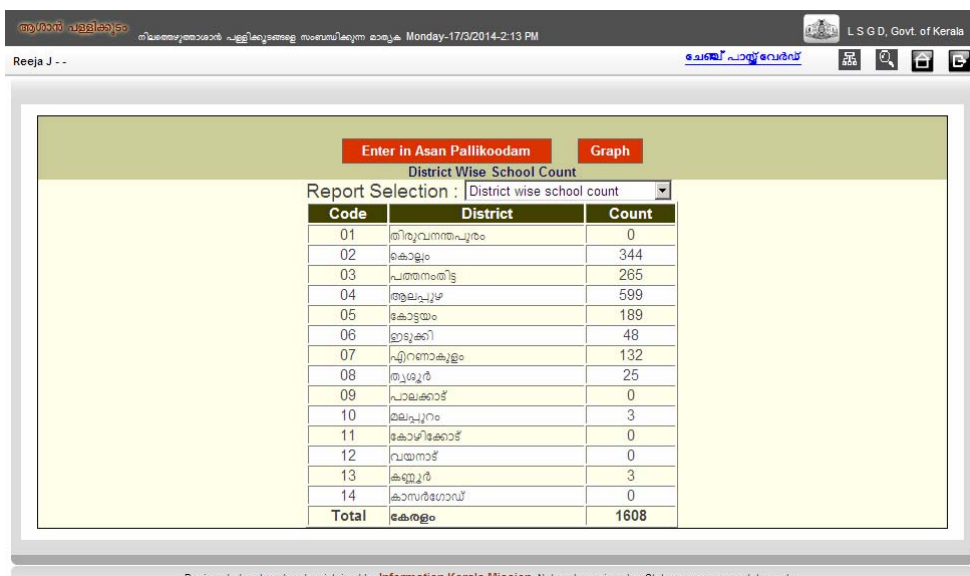 ആശാൻ പള്ളിക്കൂടം നിലത്തെഴുത്താശാൻ പള്ളിക്കൂടങ്ങളെ സംബന്ധിക്കുന്ന മാതൃക Monday-17/3/2014-2:13 PM L S G D, Govt. of Kerala
Reeja J - - ചേഞ്ച് പാസ്സ്‌വേർഡ്
Enter in Asan Pallikoodam Graph
District Wise School Count
Report Selection : District wise school count
Code District Count
01 തിരുവനന്തപുരം 0
02 കൊല്ലം 344
03 പത്തനംതിട്ട 265
04 ആലപ്പുഴ 599
05 കോട്ടയം 189
06 ഇടുക്കി 48
07 എറണാകുളം 132
08 തൃശൂർ 25
09 പാലക്കാട് 0
10 മലപ്പുറം 3
11 കോഴിക്കോട് 0
12 വയനാട് 0
13 കണ്ണൂർ 3
14 കാസർഗോഡ് 0
Total കേരളം 1608
Information Kerala Mission